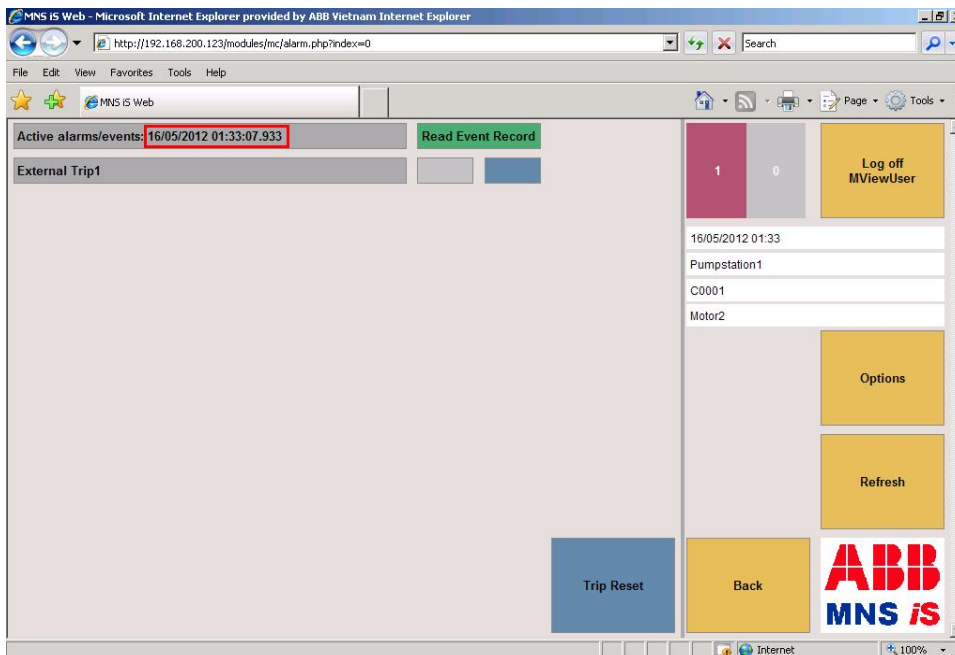 MNS iS Web - Microsoft Internet Explorer provided by ABB Vietnam Internet Explorer
http://192.168.200.123/modules/mc/alarm.php?index=0
Search
File Edit View Favorites Tools Help
MNS iS Web
Page Tools
Active alarms/events: 16/05/2012 01:33:07.933
Read Event Record
External Trip1
1 0
Log off
MViewUser
16/05/2012 01:33
Pumpstation1
C0001
Motor2
Options
Refresh
Trip Reset
Back
ABB
MNS iS
Internet
100%